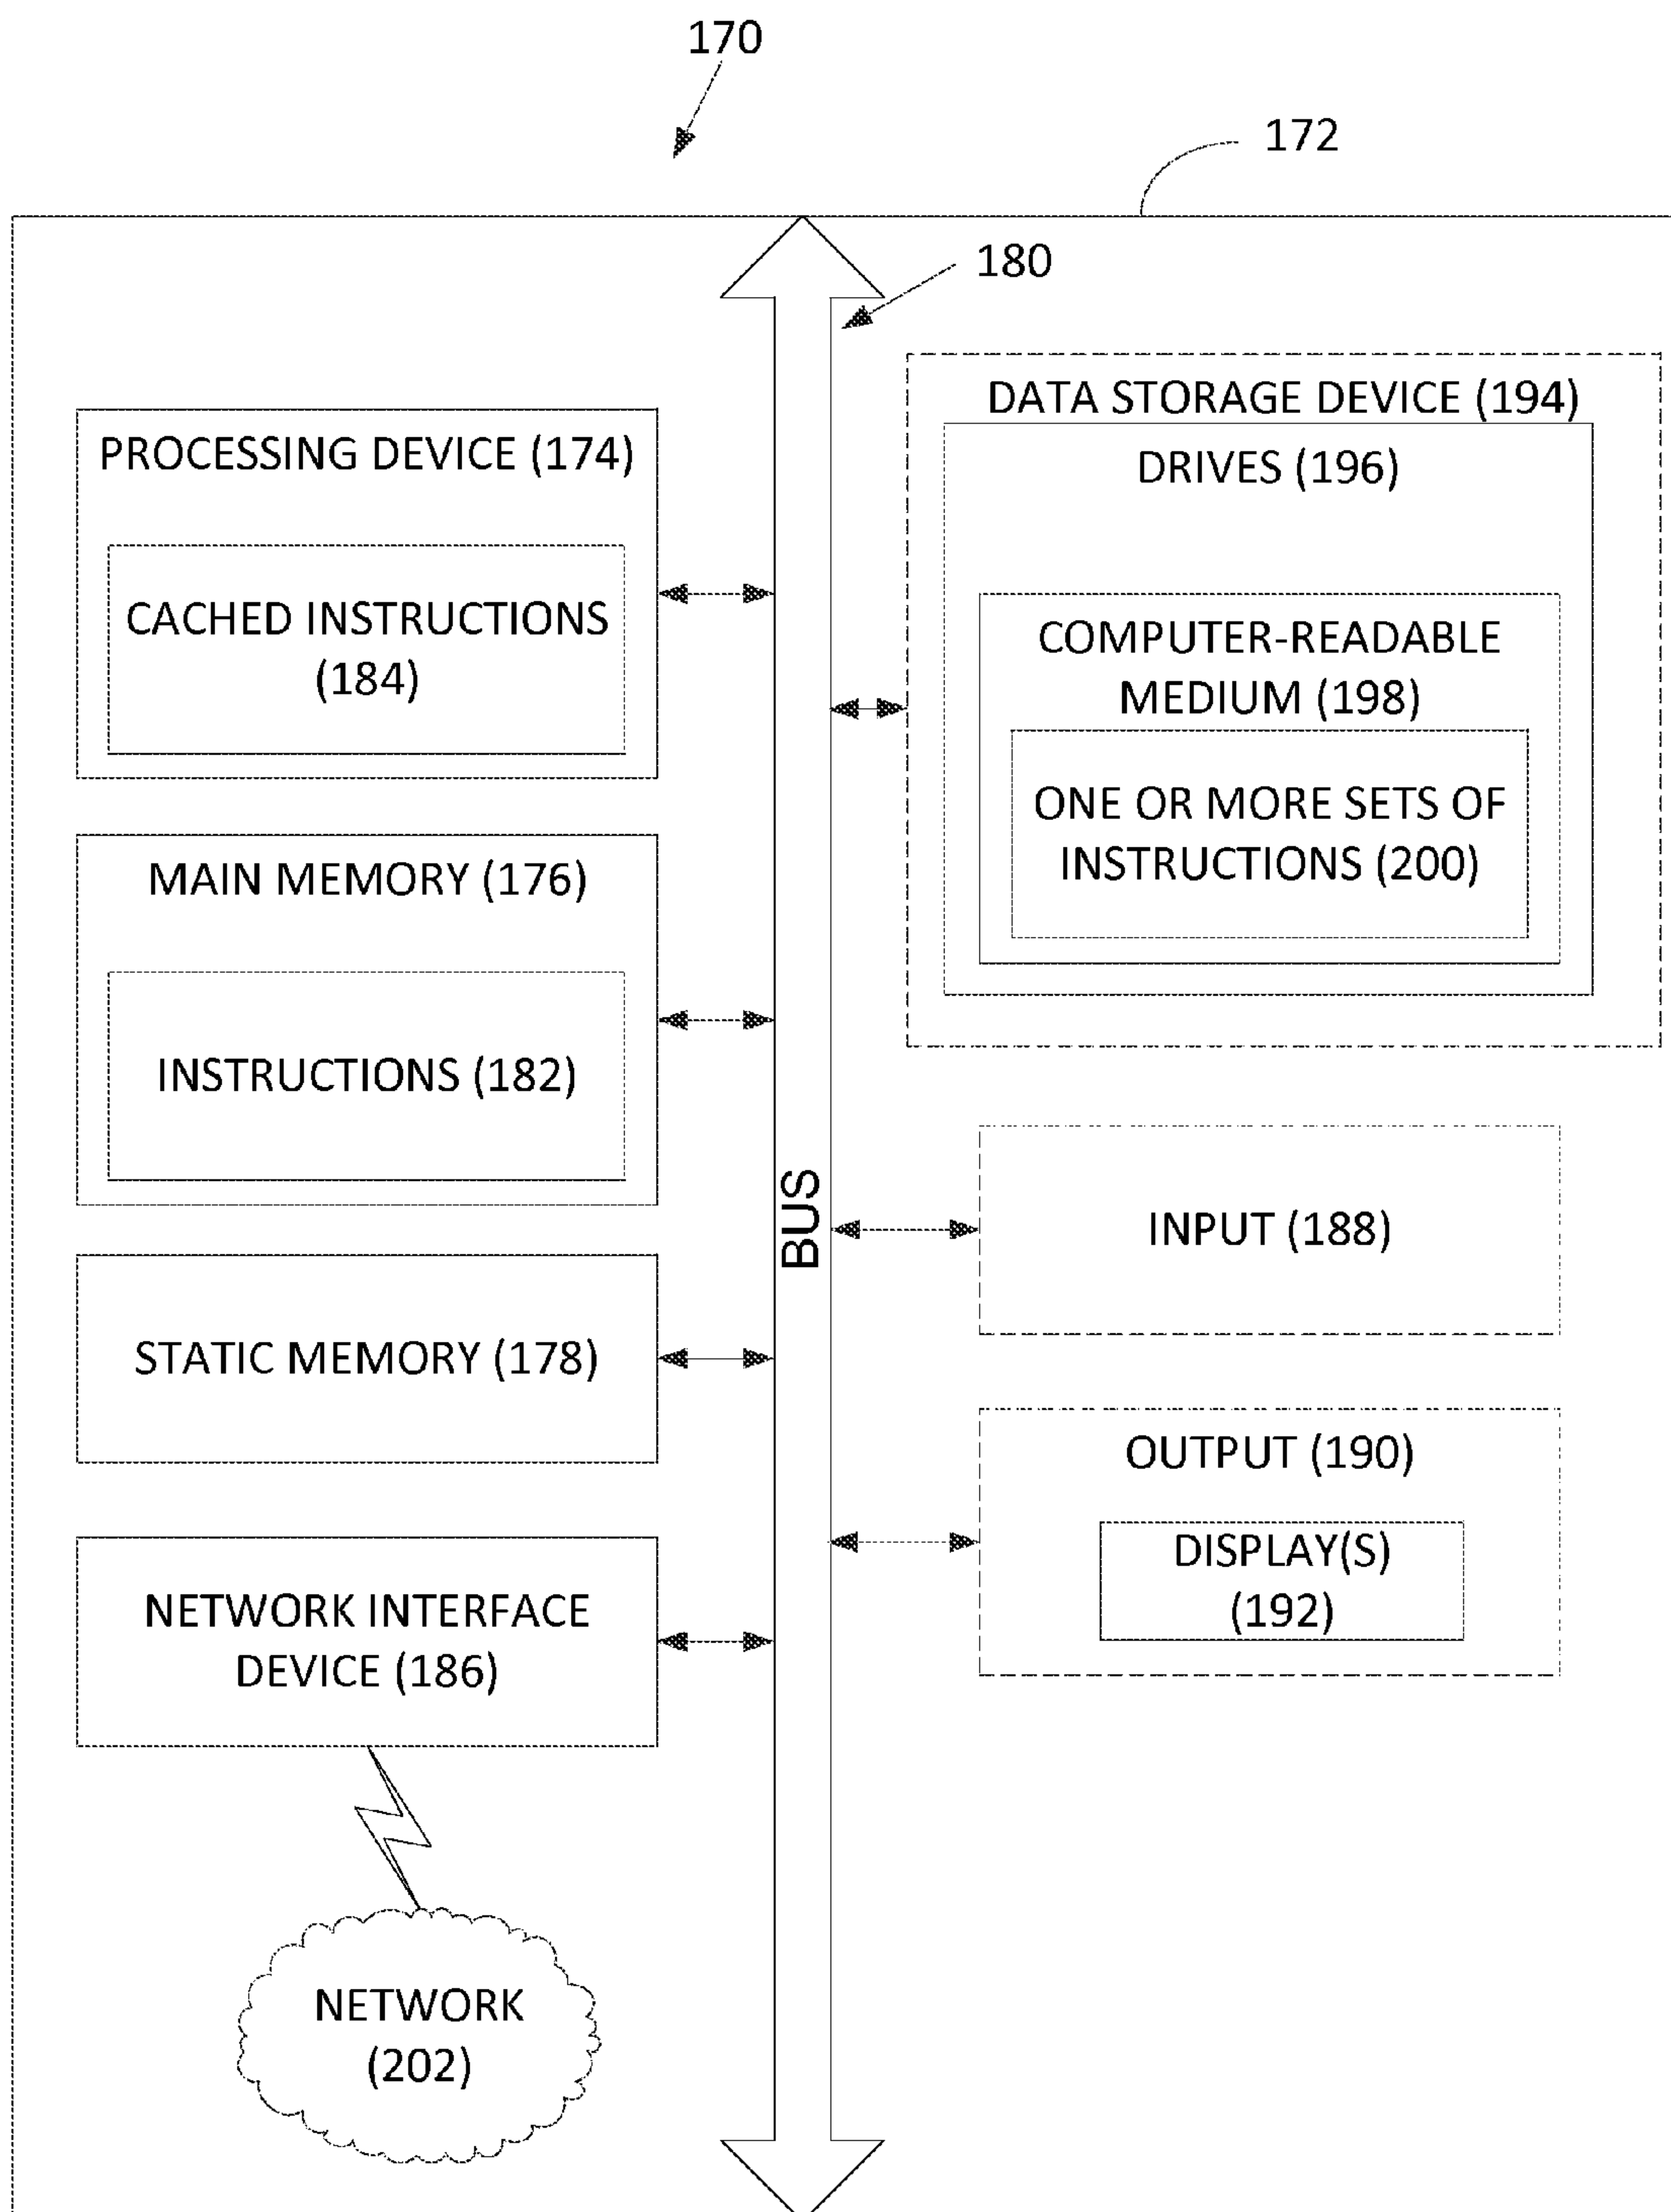 170
172
180
PROCESSING DEVICE (174)
CACHED INSTRUCTIONS
(184)
MAIN MEMORY (176)
INSTRUCTIONS (182)
STATIC MEMORY (178)
NETWORK INTERFACE
DEVICE (186)
NETWORK
(202)
BUS
DATA STORAGE DEVICE (194)
DRIVES (196)
COMPUTER-READABLE
MEDIUM (198)
ONE OR MORE SETS OF
INSTRUCTIONS (200)
INPUT (188)
OUTPUT (190)
DISPLAY(S)
(192)